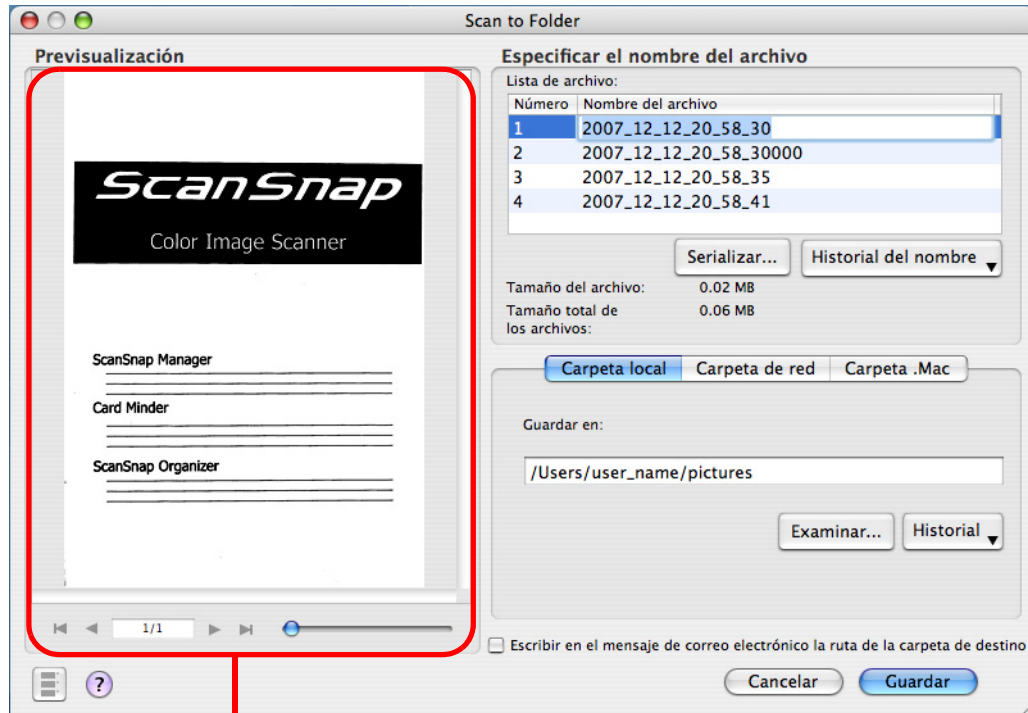 Scan to Folder
Previsualización
ScanSnap
Color Image Scanner
ScanSnap Manager
Card Minder
ScanSnap Organizer
1/1
?
Especificar el nombre del archivo
Lista de archivo:
Número Nombre del archivo
1 2007_12_12_20_58_30
2 2007_12_12_20_58_30000
3 2007_12_12_20_58_35
4 2007_12_12_20_58_41
Serializar... Historial del nombre
Tamaño del archivo: 0.02 MB
Tamaño total de
los archivos: 0.06 MB
Carpeta local Carpeta de red Carpeta .Mac
Guardar en:
/Users/user_name/pictures
Examinar... Historial
Escribir en el mensaje de correo electrónico la ruta de la carpeta de destino
Cancelar Guardar